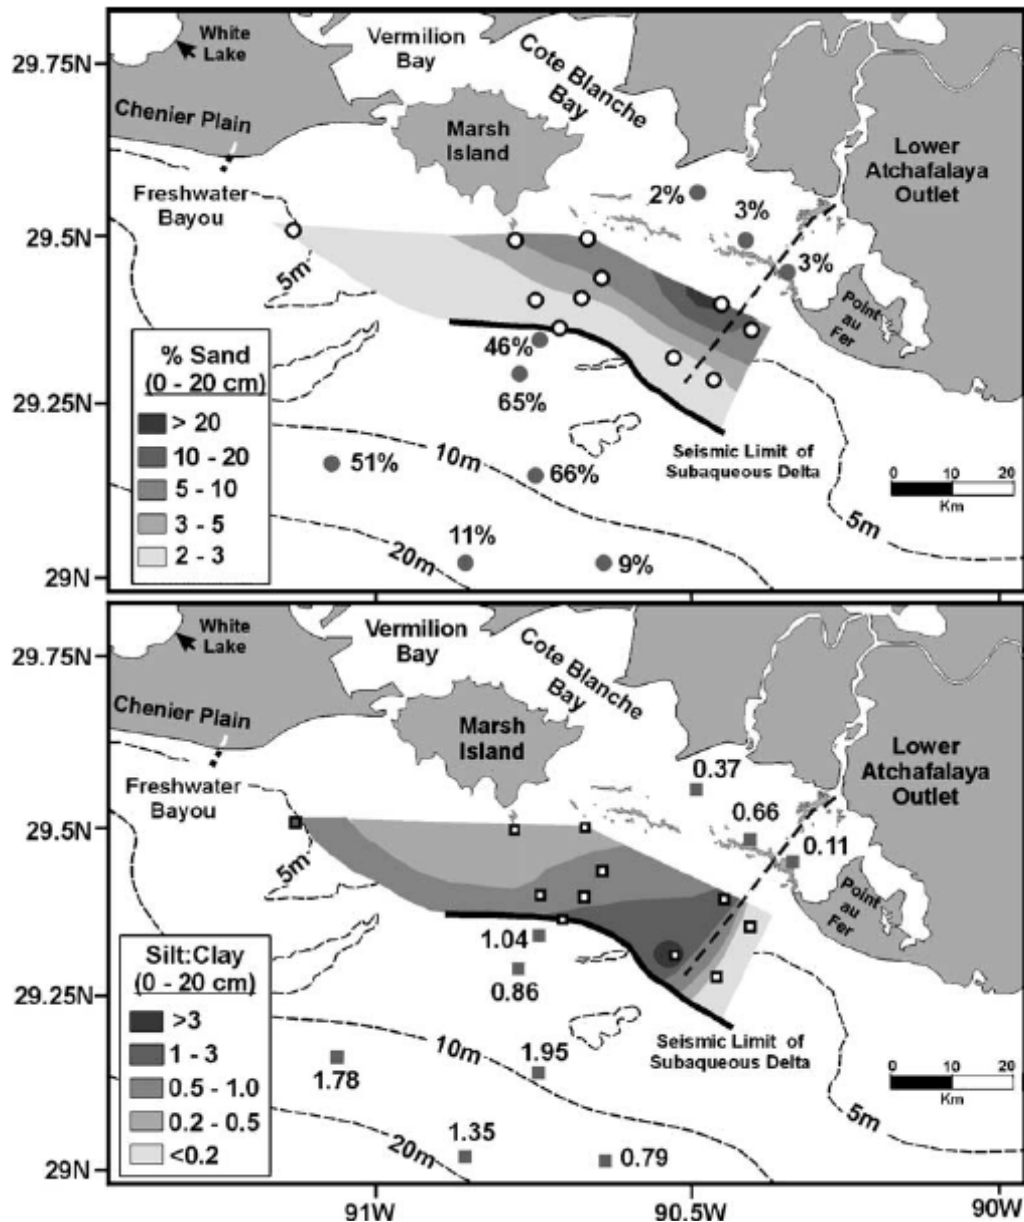 White
Lake
Vermilion
Bay
Cote Blanche
Bay
29.75N
Chenier Plain
Marsh
Island
Lower
Atchafalaya
Outlet
Freshwater
Bayou
2%
3%
3%
29.5N
5m
Point
au
Fer
% Sand
(0 - 20 cm)
> 20
10 - 20
5 - 10
3 - 5
2 - 3
46%
65%
29.25N
Seismic Limit of
Subaqueous Delta
10m
51%
66%
0 10 20
Km
5m
11%
20m
9%
29N
White
Lake
Vermilion
Bay
Cote Blanche
Bay
29.75N
Chenier Plain
Marsh
Island
Lower
Atchafalaya
Outlet
Freshwater
Bayou
0.37
0.66
0.11
29.5N
5m
Point
au
Fer
Silt:Clay
(0 - 20 cm)
>3
1 - 3
0.5 - 1.0
0.2 - 0.5
<0.2
1.04
0.86
29.25N
Seismic Limit of
Subaqueous Delta
10m
1.78
1.95
0 10 20
Km
5m
1.35
20m
0.79
29N
91W
90.5W
90W